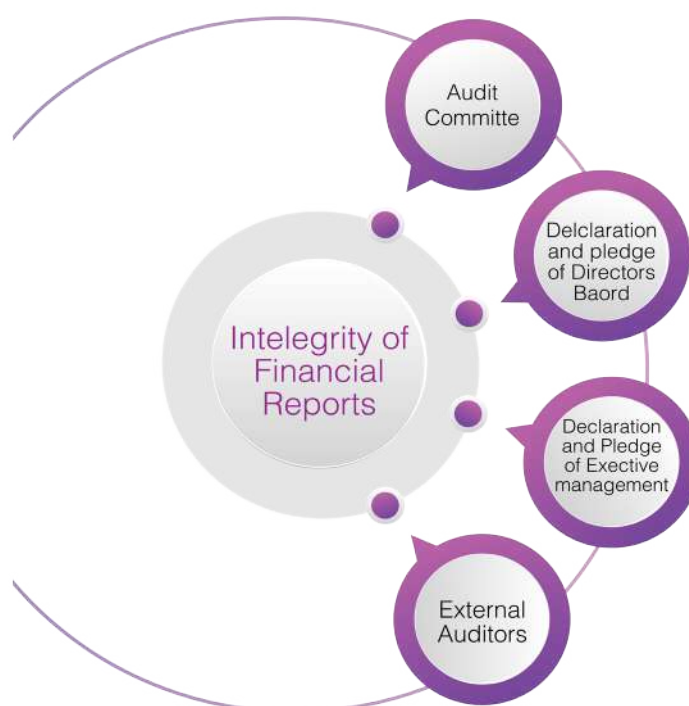 Audit
Committe
Delclaration
and pledge
of Directors
Baord
Intelegrity of
Financial
Reports
Declaration
and Pledge
of Exective
management
External
Auditors